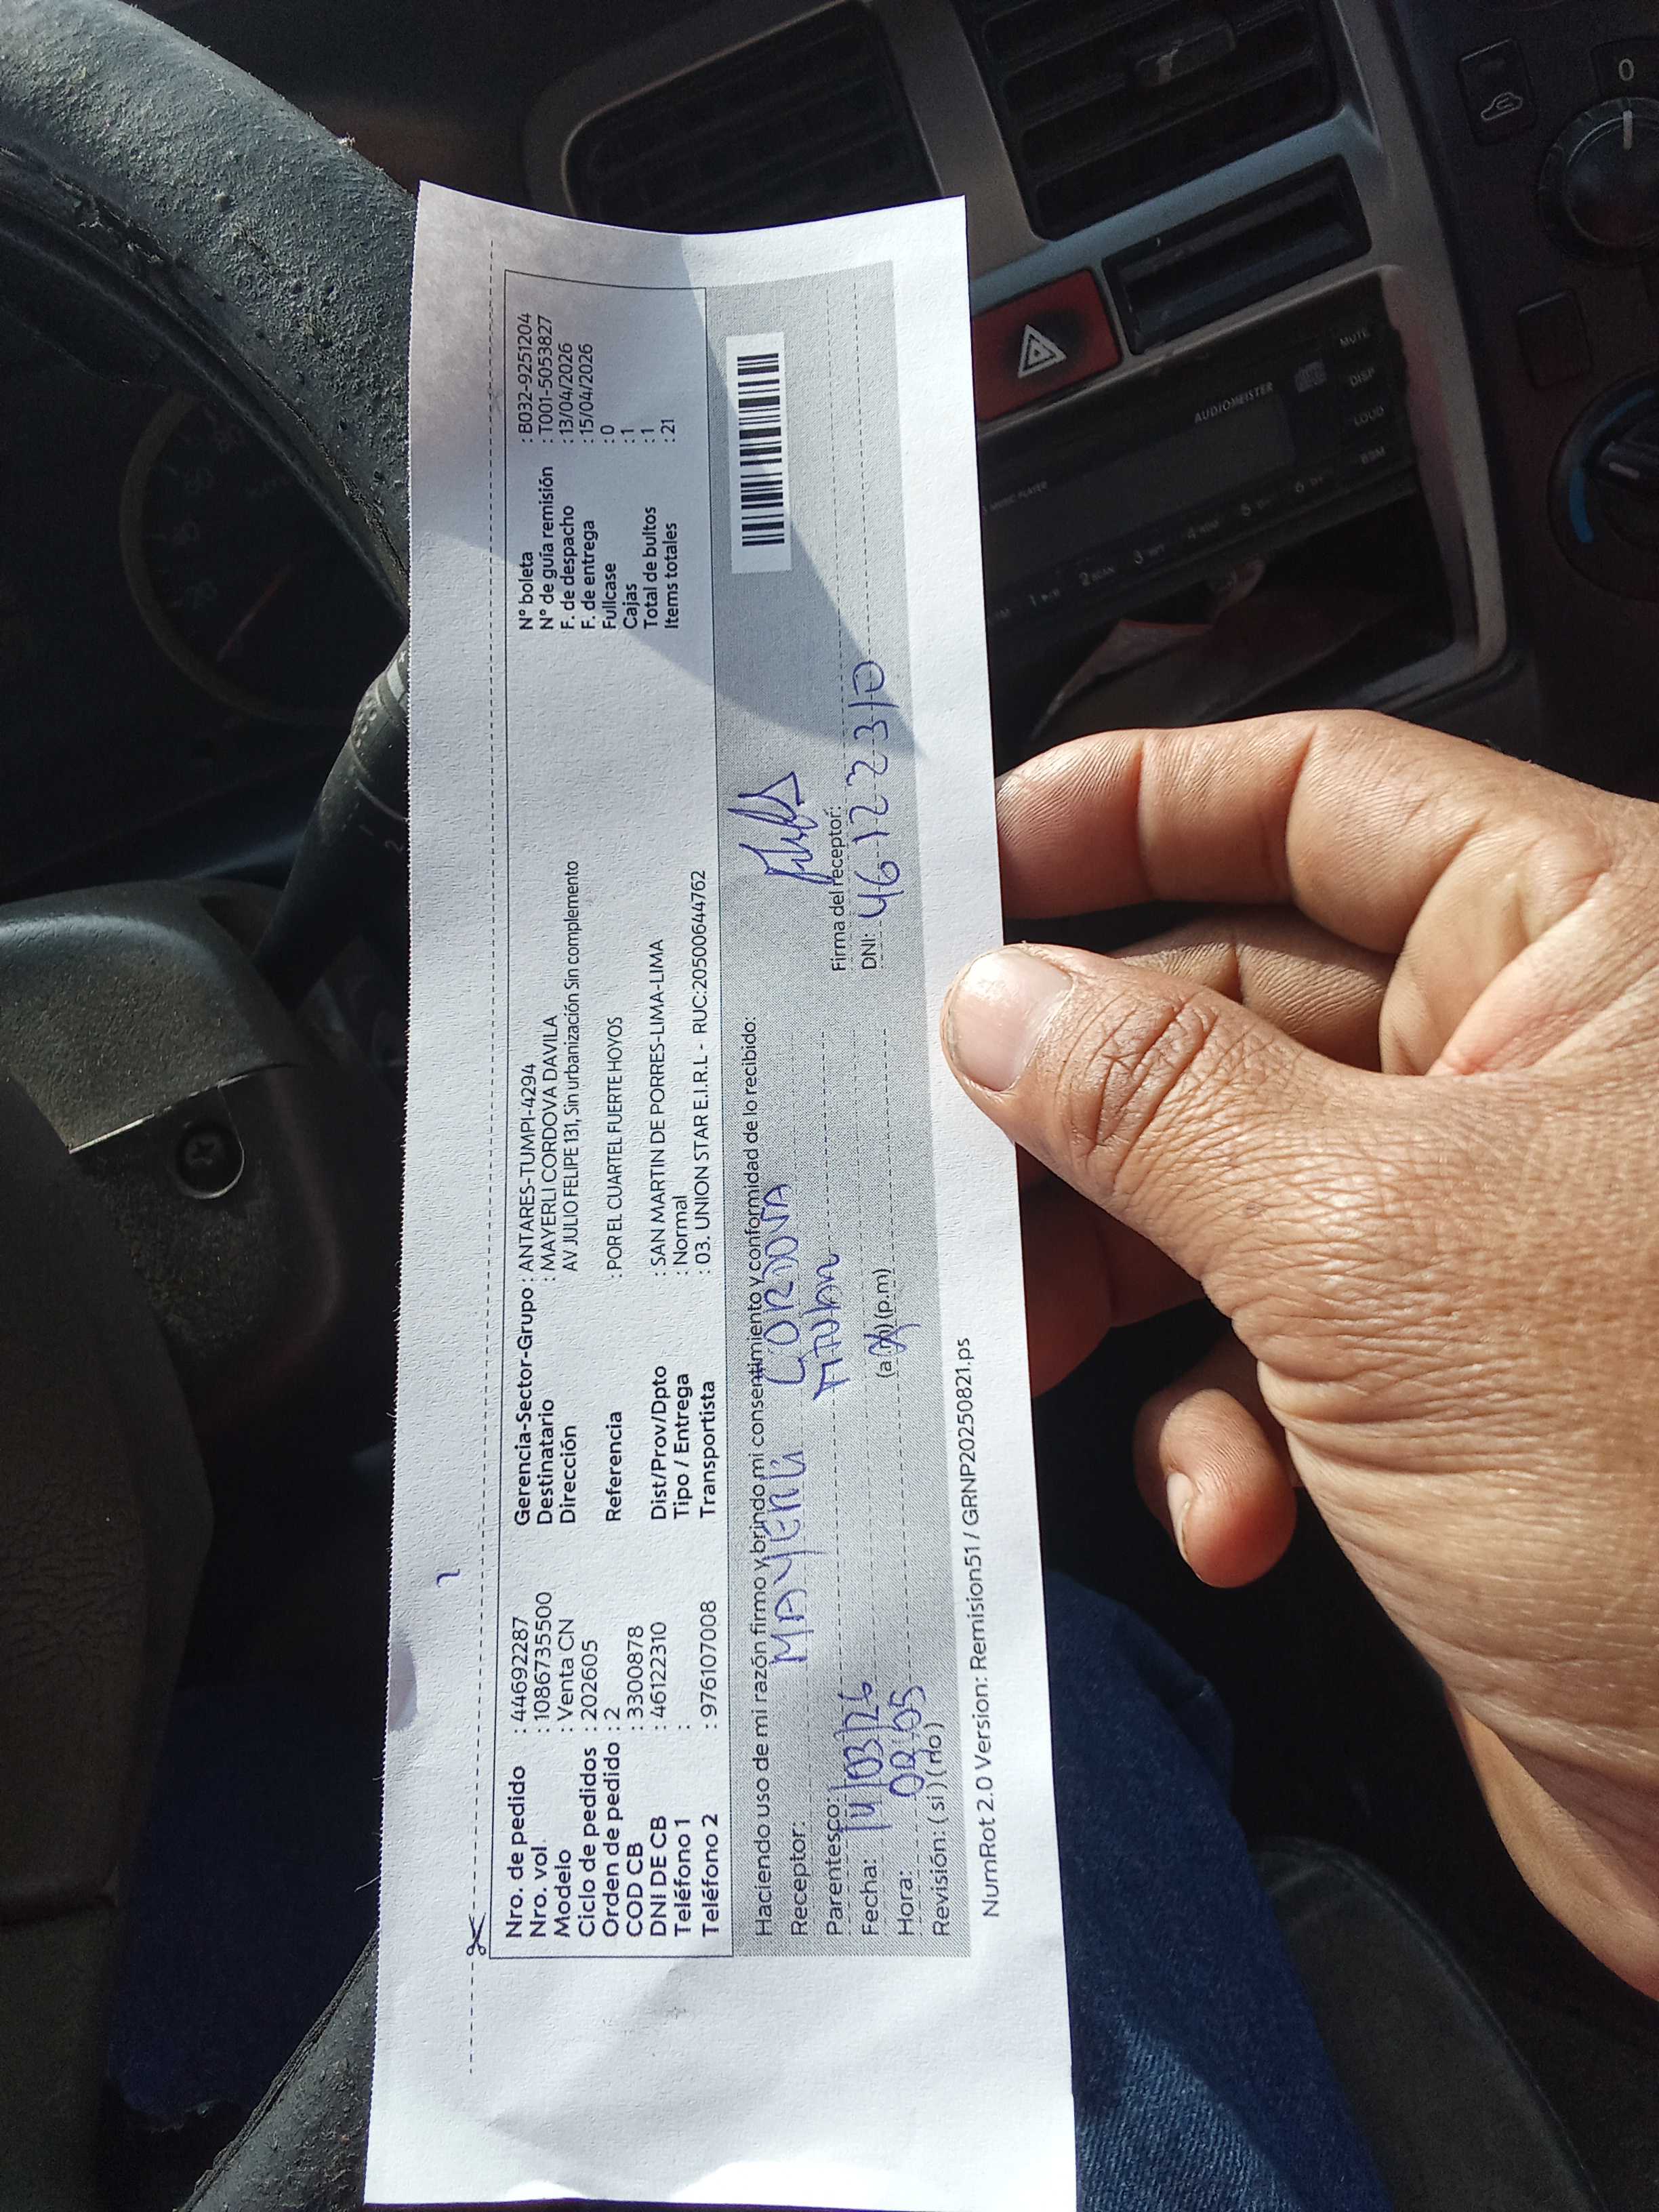 Nro. de pedido : 44692287
Nro. vol. : 1086735500
Modelo : Venta CN
Ciclo de pedidos : 202605
Orden de pedido : 2
COD CB : 3300878
DNI DE CB : 46122310
Teléfono 1 :
Teléfono 2 : 976107008
Gerencia-Sector-Grupo : ANTARES-TUMPI-4294
Destinatario : MAYERLI CORDOVA DAVILA
Dirección AV JULIO FELIPE 131, Sin urbanización Sin complemento
Referencia : POR EL CUARTEL FUERTE HOYOS
Dist/Prov/Dpto : SAN MARTIN DE PORRES-LIMA-LIMA
Tipo / Entrega : Normal
Transportista : 03. UNION STAR E.I.R.L - RUC:20500644762
N° boleta : B032-9251204
N° de guía remisión : T001-5053827
F. de despacho : 13/04/2026
F. de entrega : 15/04/2026
Fullcase : 0
Cajas : 1
Total de bultos : 1
Items totales : 21
Haciendo uso de mi razón firmo y brindo mi consentimiento y conformidad de lo recibido:
Receptor: MAYERLI CORDOVA
Parentesco: Titular
Fecha: 14/03/26
Hora: (a.m) (p.m)
Revisión: ( si ) ( no )
Firma del receptor:
DNI: 46122310
NumRot 2.0 Version: Remision51 / GRNP20250821.ps
AUDIOMEISTER
MUTE
DISP
LOUD
0